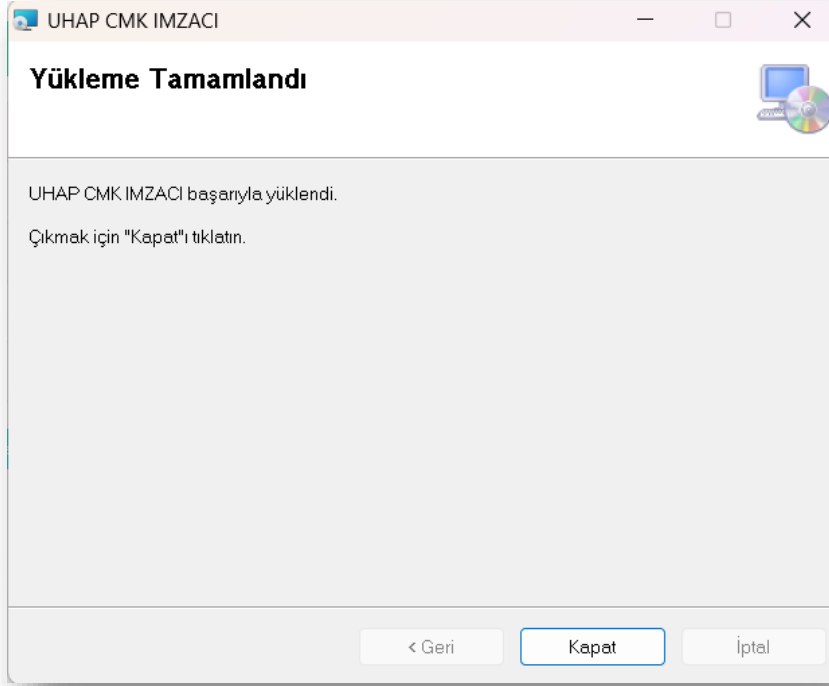 UHAP CMK IMZACI
Yükleme Tamamlandı
UHAP CMK IMZACI başarıyla yüklendi.
Çıkmak için "Kapat"ı tıklatın.
< Geri
Kapat
İptal